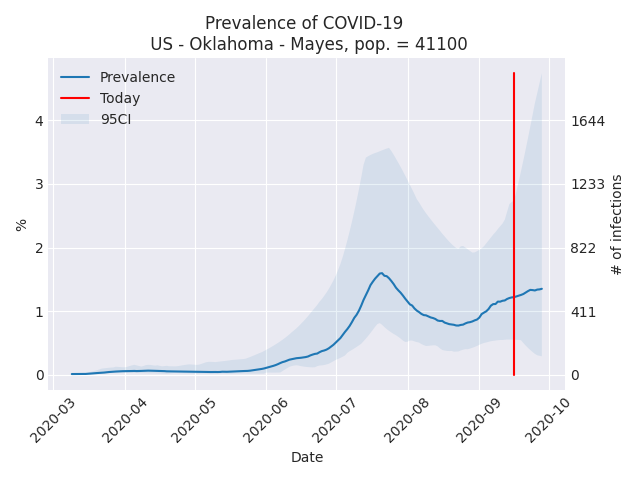 Prevalence of COVID-19
US - Oklahoma - Mayes, pop. = 41100
Prevalence
Today
95CI
%
4
3
2
1
0
1644
1233
822
411
0
# of infections
2020-03
2020-04
2020-05
2020-06
2020-07
2020-08
2020-09
2020-10
Date